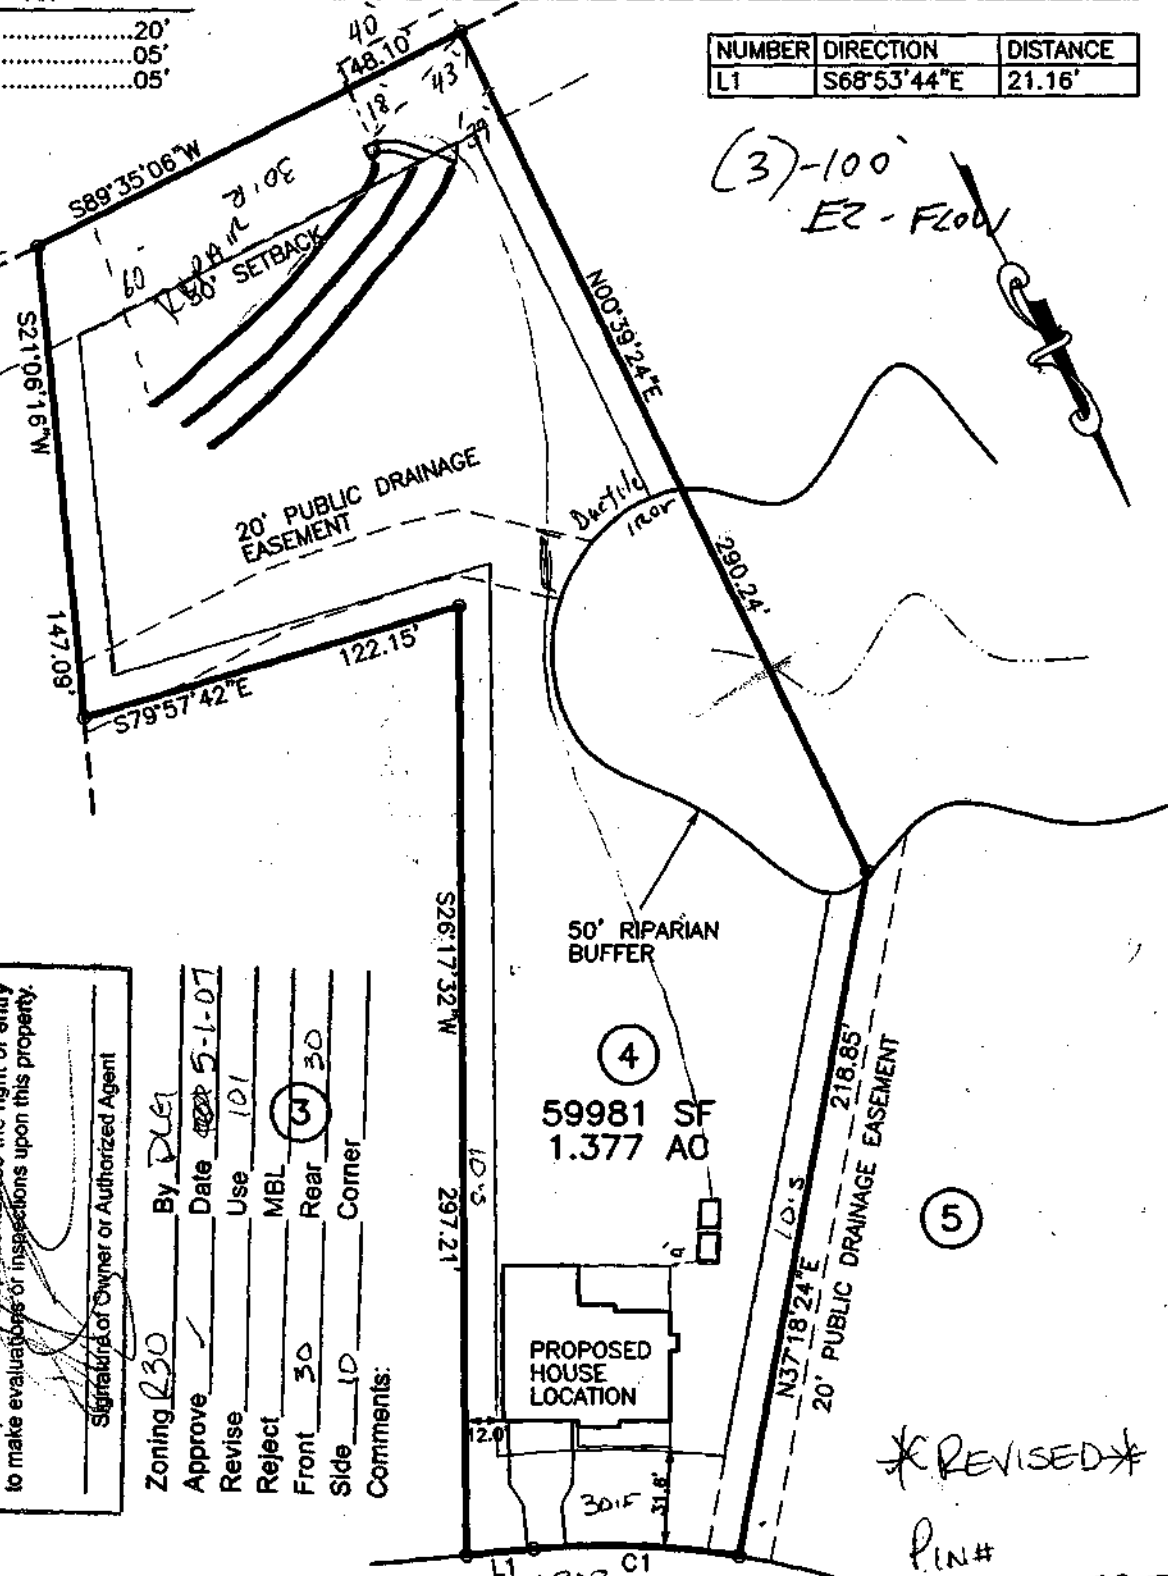 ....................20'
....................05'
....................05'
NUMBER DIRECTION DISTANCE
L1 S68°53'44"E 21.16'
40'
148.10'
43'
18'
39'
S89°35'06"W
30' R
REPAIR
60'
30' SETBACK
(3)-100'
EZ-FLOW
N00°39'24"E
290.24'
S21°06'16"W
147.09'
20' PUBLIC DRAINAGE
EASEMENT
Ductile
IRON
122.15'
S79°57'42"E
50' RIPARIAN
BUFFER
S26°17'32"W
297.21'
10'S
4
59981 SF
1.377 AC
218.85'
N37°18'24"E
10'S
20' PUBLIC DRAINAGE EASEMENT
5
3
PROPOSED
HOUSE
LOCATION
12.0'
30'F
31.8'
L1
C1
*REVISED*
PIN#
to make evaluations or inspections upon this property.
Signature of Owner or Authorized Agent
Zoning R30 By DLG
Approve Date 5-1-07
Revise Use 101
Reject MBL
Front 30 Rear 30
Side 10 Corner
Comments: